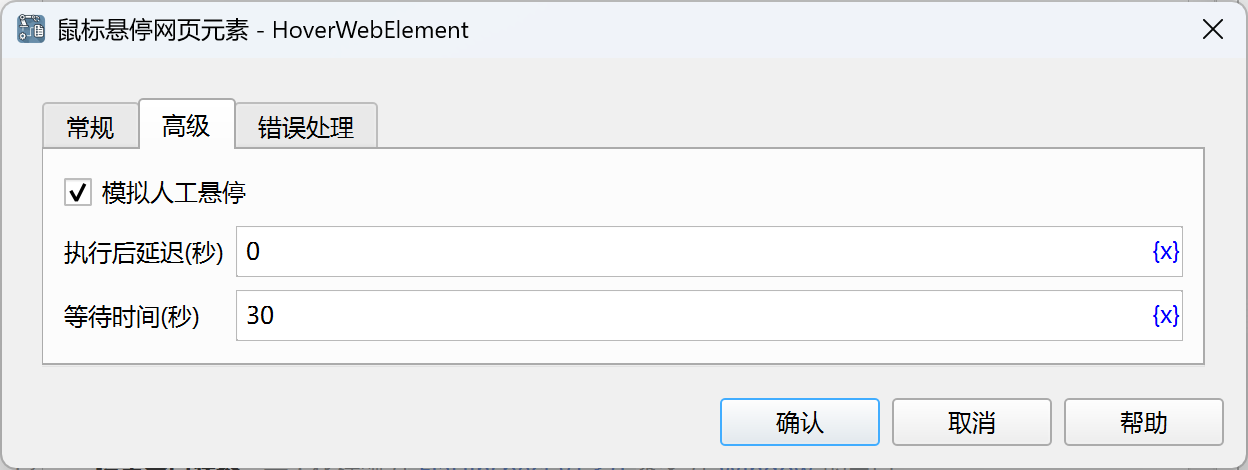 鼠标悬停网页元素 - HoverWebElement
常规 高级 错误处理
模拟人工悬停
执行后延迟(秒) 0 {x}
等待时间(秒) 30 {x}
确认 取消 帮助